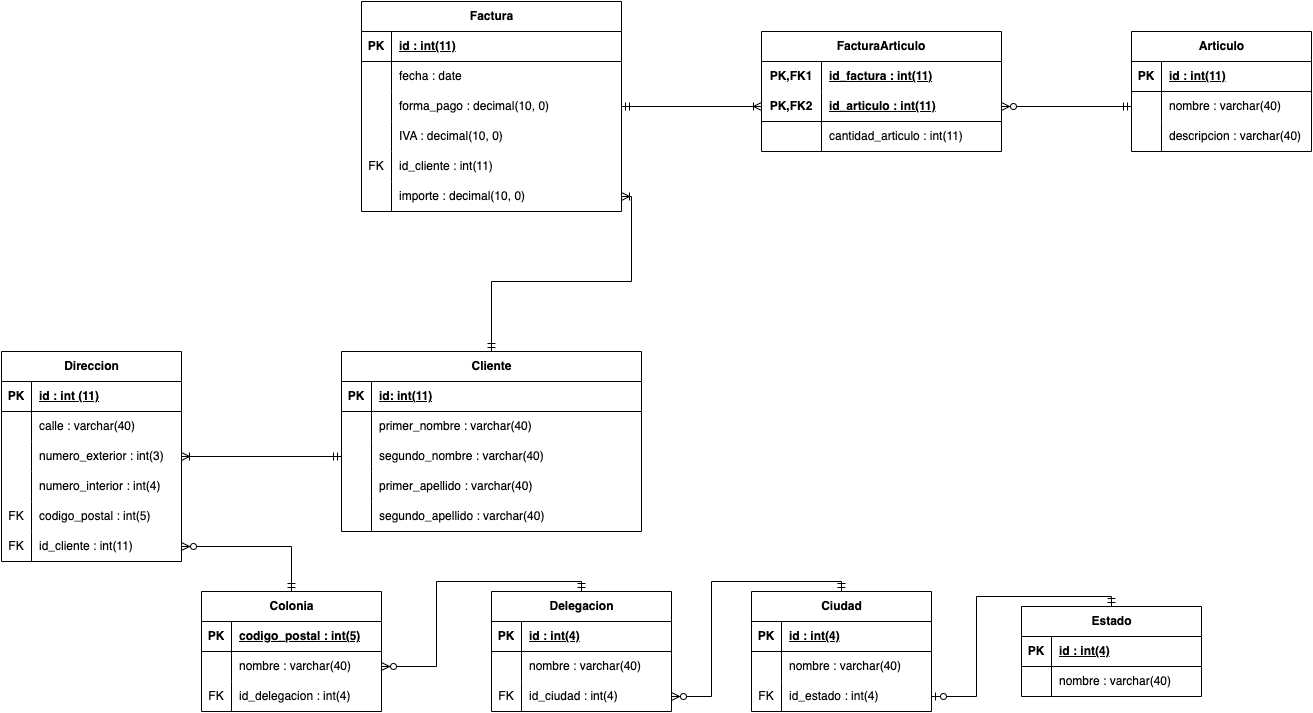 Factura
PK id : int(11)
fecha : date
forma_pago : decimal(10, 0)
IVA : decimal(10, 0)
FK id_cliente : int(11)
importe : decimal(10, 0)
FacturaArticulo
PK,FK1 id_factura : int(11)
PK,FK2 id_articulo : int(11)
cantidad_articulo : int(11)
Articulo
PK id : int(11)
nombre : varchar(40)
descripcion : varchar(40)
Direccion
PK id : int (11)
calle : varchar(40)
numero_exterior : int(3)
numero_interior : int(4)
FK codigo_postal : int(5)
FK id_cliente : int(11)
Cliente
PK id: int(11)
primer_nombre : varchar(40)
segundo_nombre : varchar(40)
primer_apellido : varchar(40)
segundo_apellido : varchar(40)
Colonia
PK codigo_postal : int(5)
nombre : varchar(40)
FK id_delegacion : int(4)
Delegacion
PK id : int(4)
nombre : varchar(40)
FK id_ciudad : int(4)
Ciudad
PK id : int(4)
nombre : varchar(40)
FK id_estado : int(4)
Estado
PK id : int(4)
nombre : varchar(40)